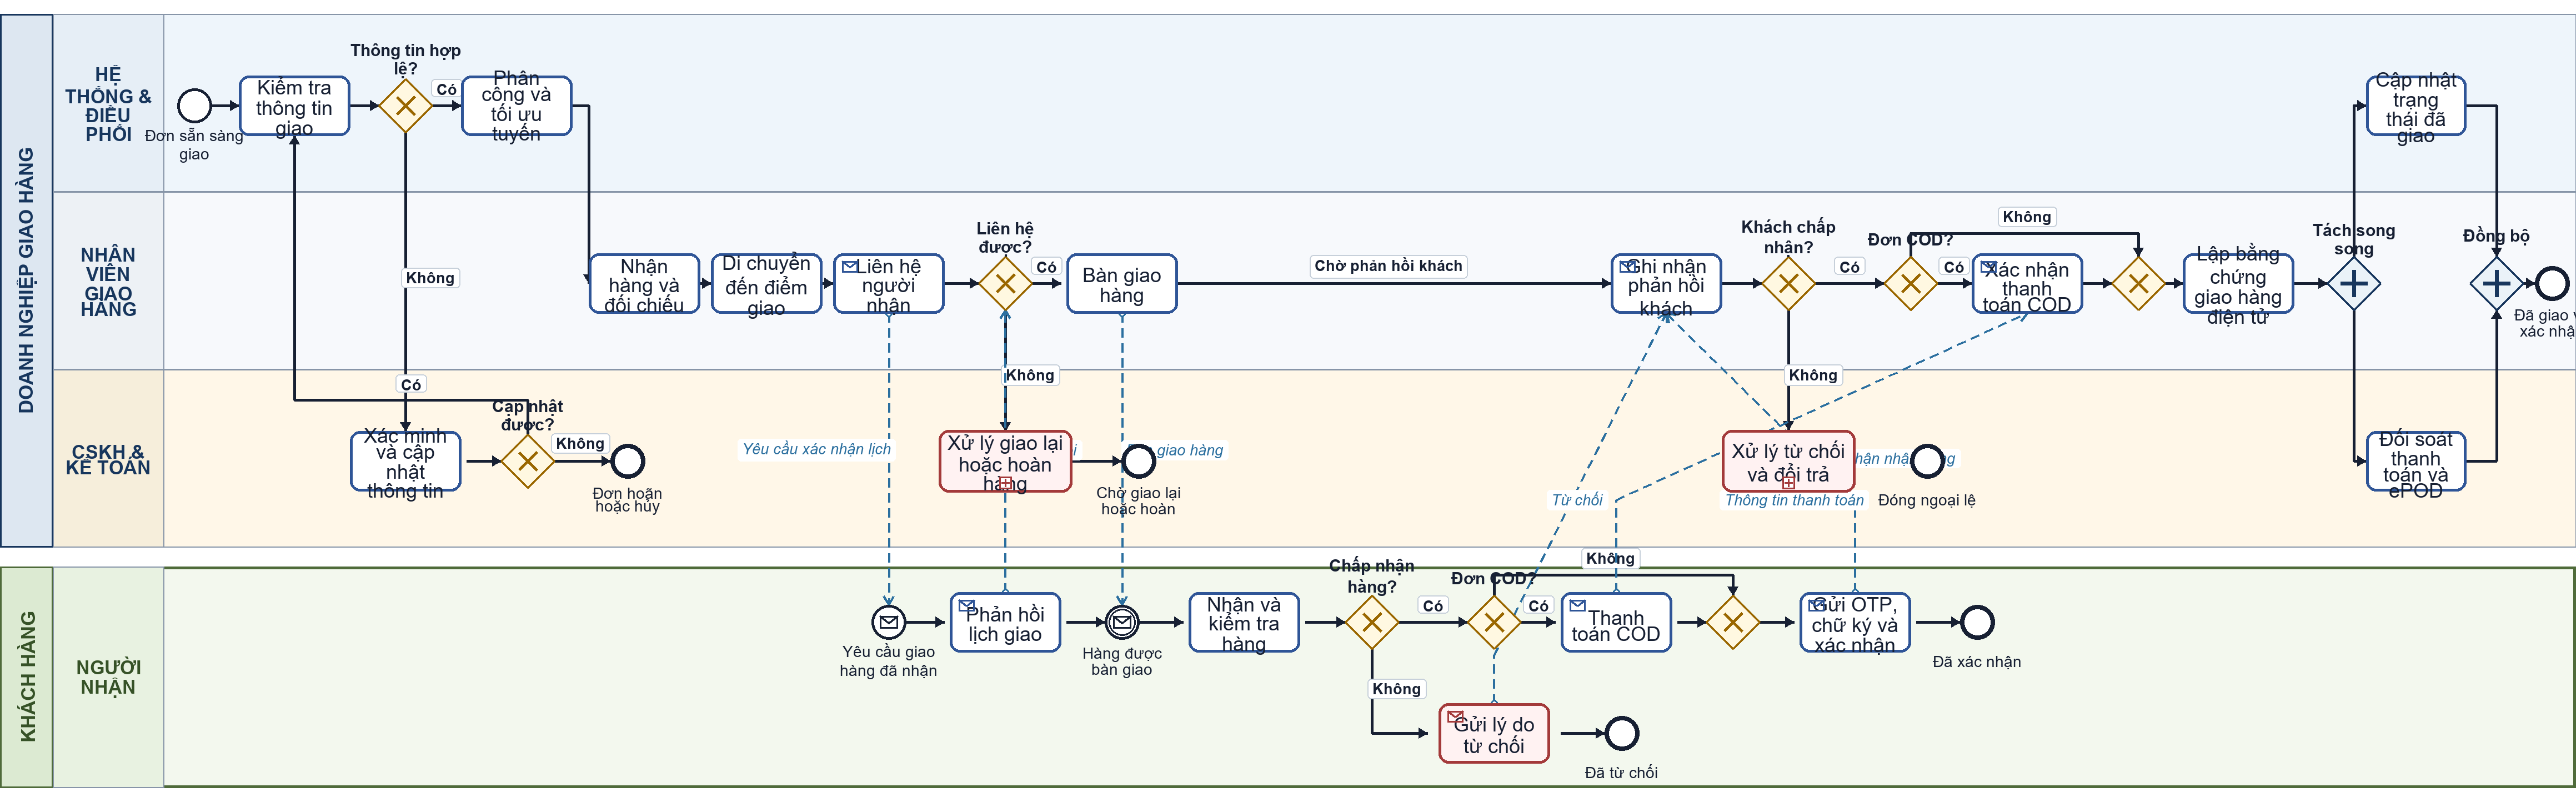 DOANH NGHIỆP GIAO HÀNG
HỆ
THỐNG &
ĐIỀU
PHỐI
Đơn sẵn sàng
giao
Kiểm tra
thông tin
giao
Thông tin hợp
lệ?
Có
Phân
công và
tối ưu
tuyến
Cập nhật
trạng
thái đã
giao
NHÂN
VIÊN
GIAO
HÀNG
Không
Nhận
hàng và
đối chiếu
Di chuyển
đến điểm
giao
Liên hệ
người
nhận
Liên hệ
được?
Có
Bàn giao
hàng
Chờ phản hồi khách
Ghi nhận
phản hồi
khách
Khách chấp
nhận?
Có
Đơn COD?
Không
Có
Xác nhận
thanh
toán COD
Lập bằng
chứng
giao hàng
điện tử
Tách song
song
Đồng bộ
Đã giao
xác
CSKH &
KẾ TOÁN
Có
Xác minh
và cập
nhật
thông tin
Cập nhật
được?
Không
Đơn hoãn
hoặc hủy
Yêu cầu xác nhận lịch
Không
Xử lý giao lại
hoặc hoàn
hàng
giao hàng
Chờ giao lại
hoặc hoàn
Từ chối
Không
Xử lý từ chối
và đổi trả
Thông tin thanh toán
Đóng ngoại lệ
Đối soát
thanh
toán và
ePOD
KHÁCH HÀNG
NGƯỜI
NHẬN
Yêu cầu giao
hàng đã nhận
Phản hồi
lịch giao
Hàng được
bàn giao
Nhận và
kiểm tra
hàng
Chấp nhận
hàng?
Có
Đơn COD?
Không
Có
Thanh
toán COD
Gửi OTP,
chữ ký và
xác nhận
Đã xác nhận
Không
Gửi lý do
từ chối
Đã từ chối